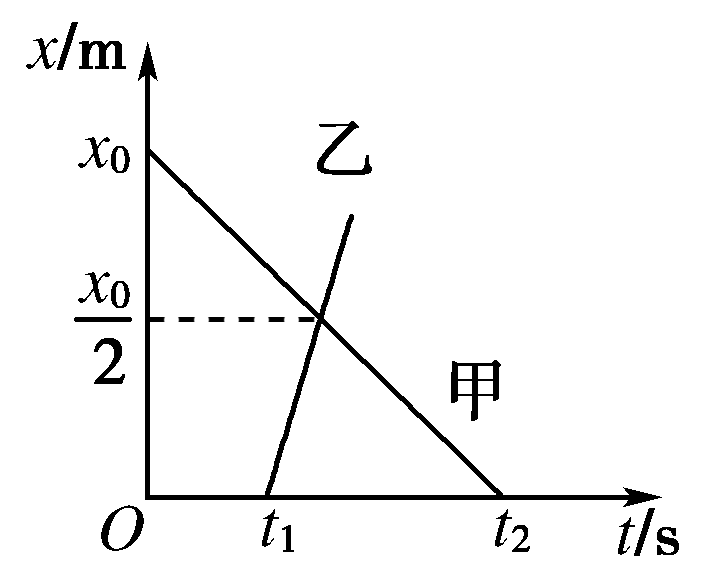 x/m
x₀
乙
x₀/2
甲
O
t₁
t₂
t/s